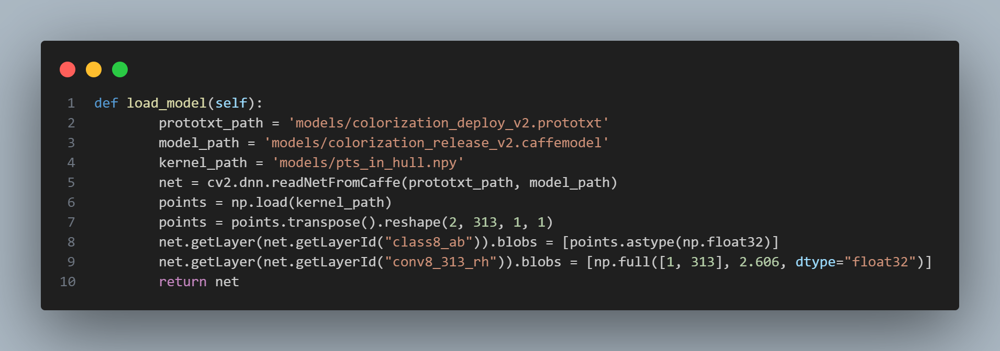 1 def load_model(self):
2 prototxt_path = 'models/colorization_deploy_v2.prototxt'
3 model_path = 'models/colorization_release_v2.caffemodel'
4 kernel_path = 'models/pts_in_hull.npy'
5 net = cv2.dnn.readNetFromCaffe(prototxt_path, model_path)
6 points = np.load(kernel_path)
7 points = points.transpose().reshape(2, 313, 1, 1)
8 net.getLayer(net.getLayerId("class8_ab")).blobs = [points.astype(np.float32)]
9 net.getLayer(net.getLayerId("conv8_313_rh")).blobs = [np.full([1, 313], 2.606, dtype="float32")]
10 return net